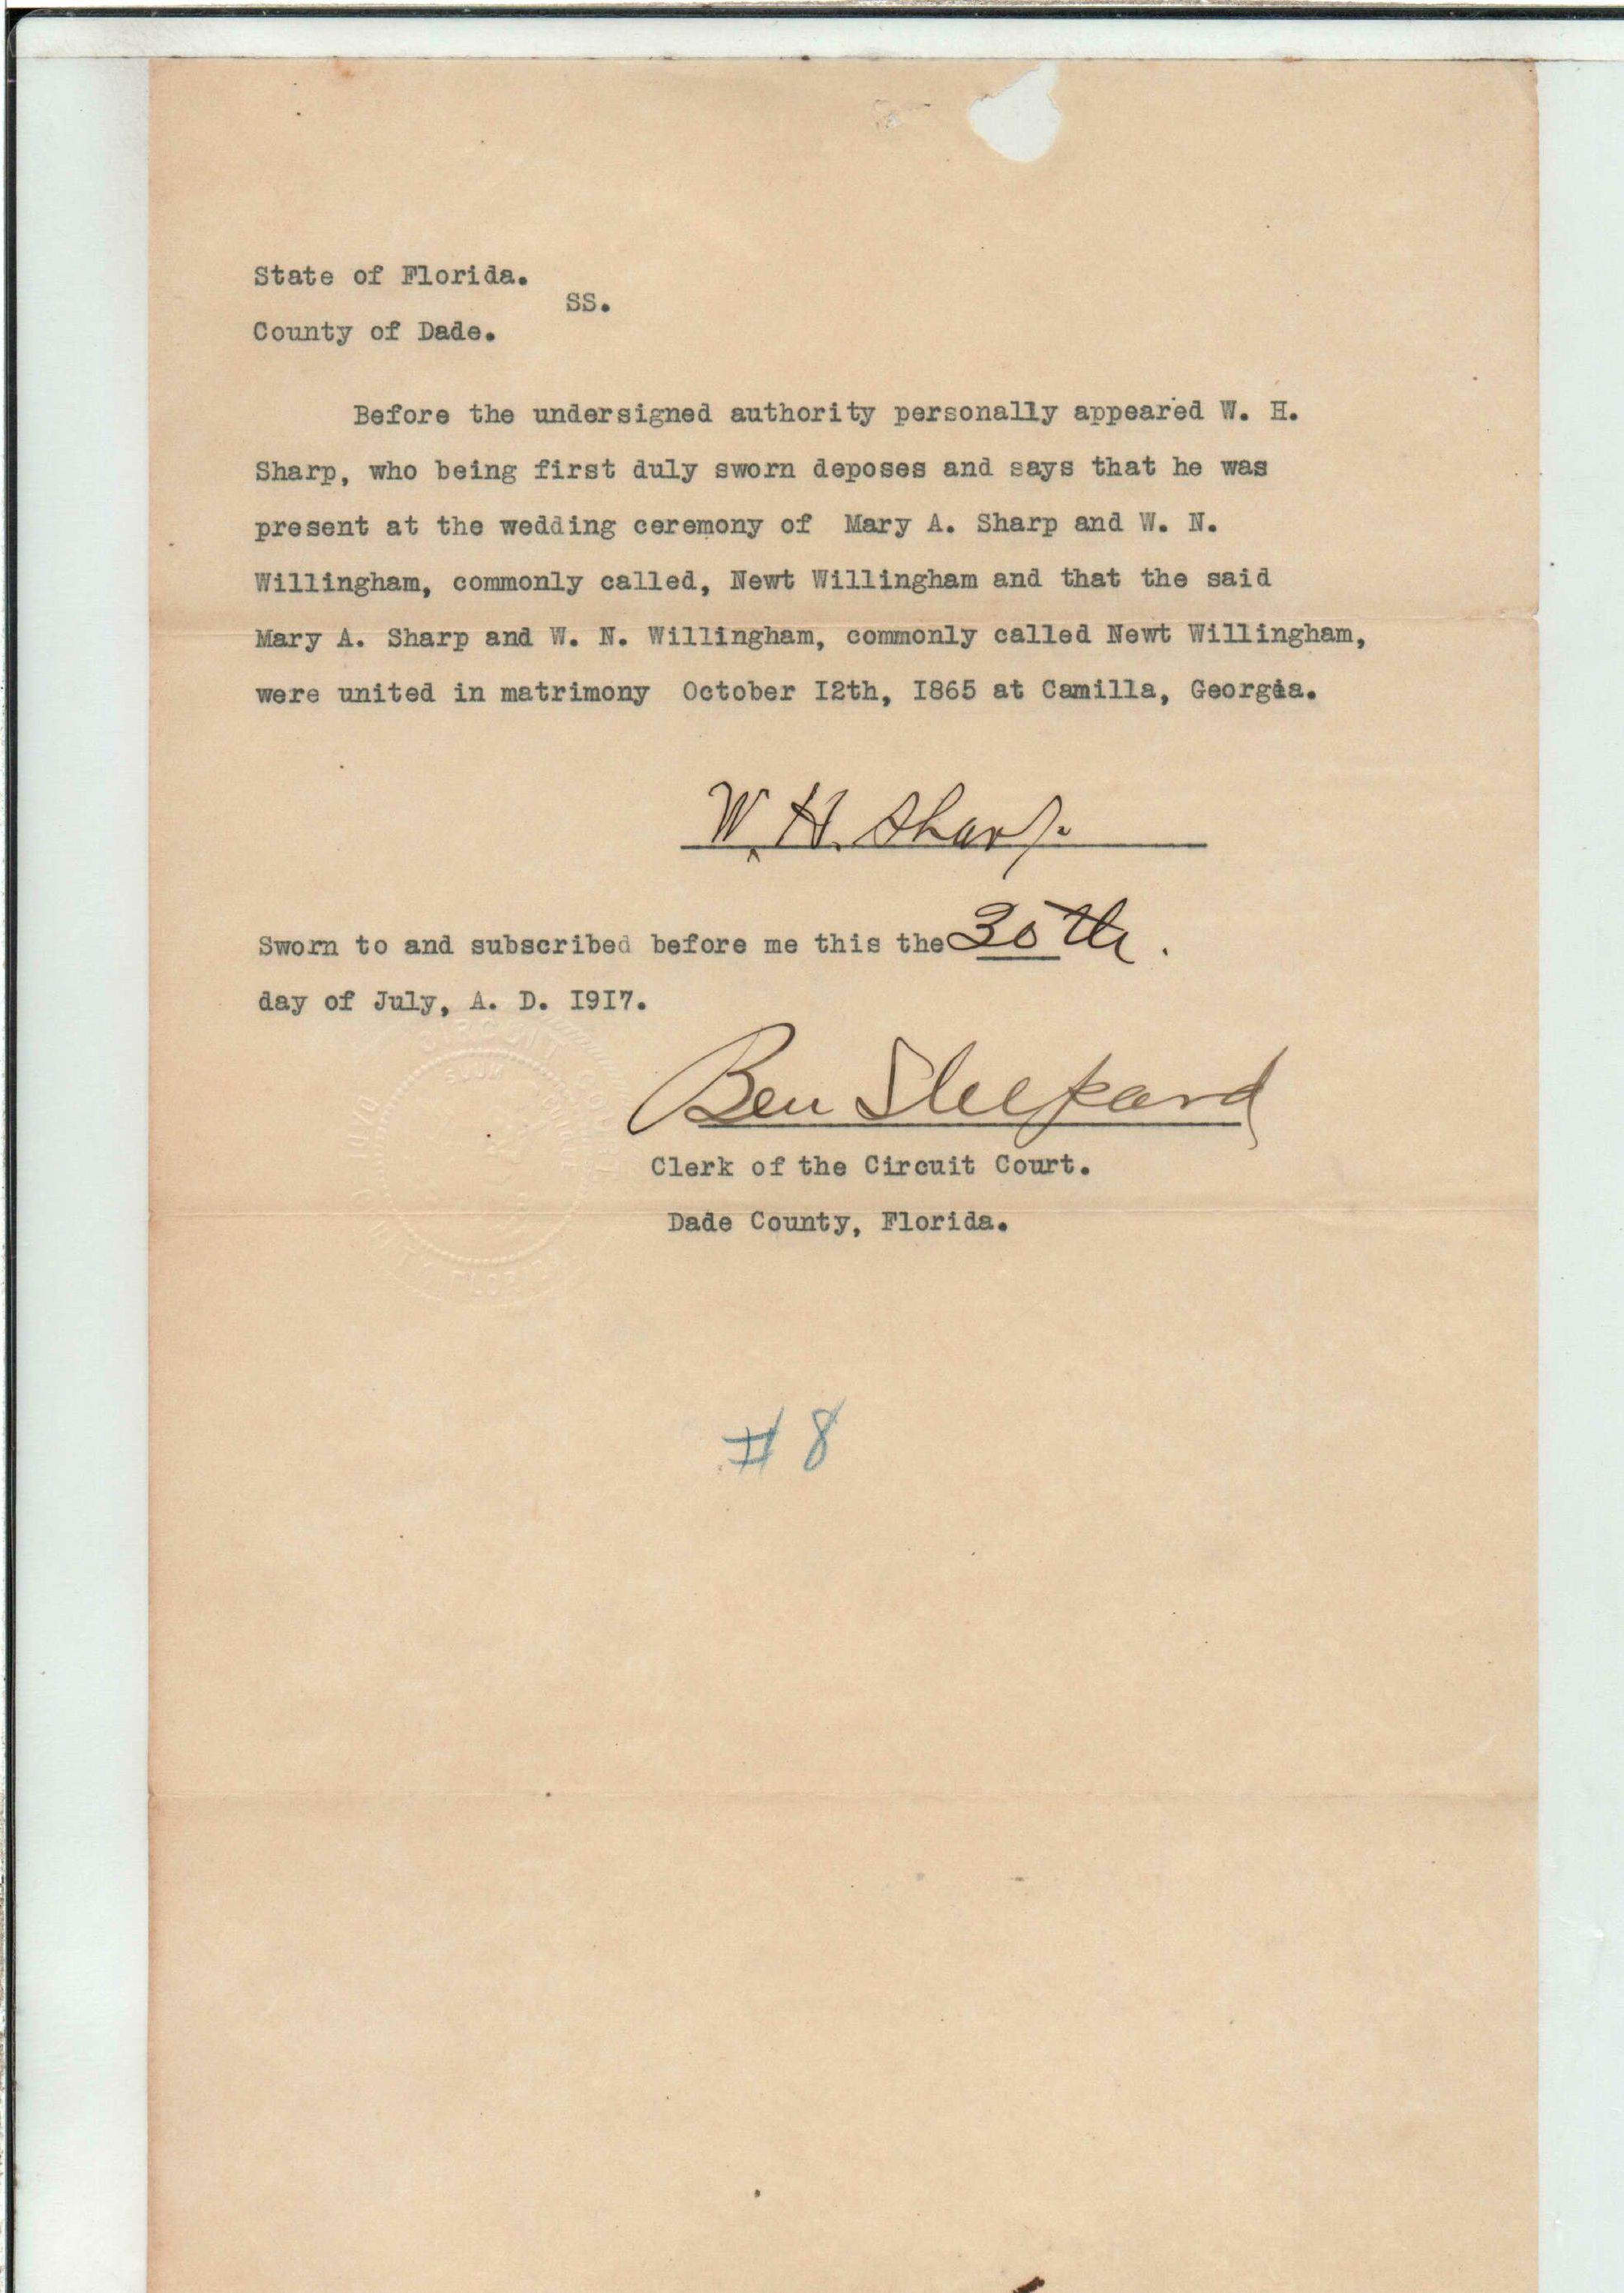 State of Florida.
SS.
County of Dade.
Before the undersigned authority personally appeared W. H.
Sharp, who being first duly sworn deposes and says that he was
present at the wedding ceremony of Mary A. Sharp and W. N.
Willingham, commonly called, Newt Willingham and that the said
Mary A. Sharp and W. N. Willingham, commonly called Newt Willingham,
were united in matrimony October I2th, I865 at Camilla, Georgia.
W. H. Sharp.
Sworn to and subscribed before me this the 30th.
day of July, A. D. I9I7.
Ben Shepard
Clerk of the Circuit Court.
Dade County, Florida.
# 8